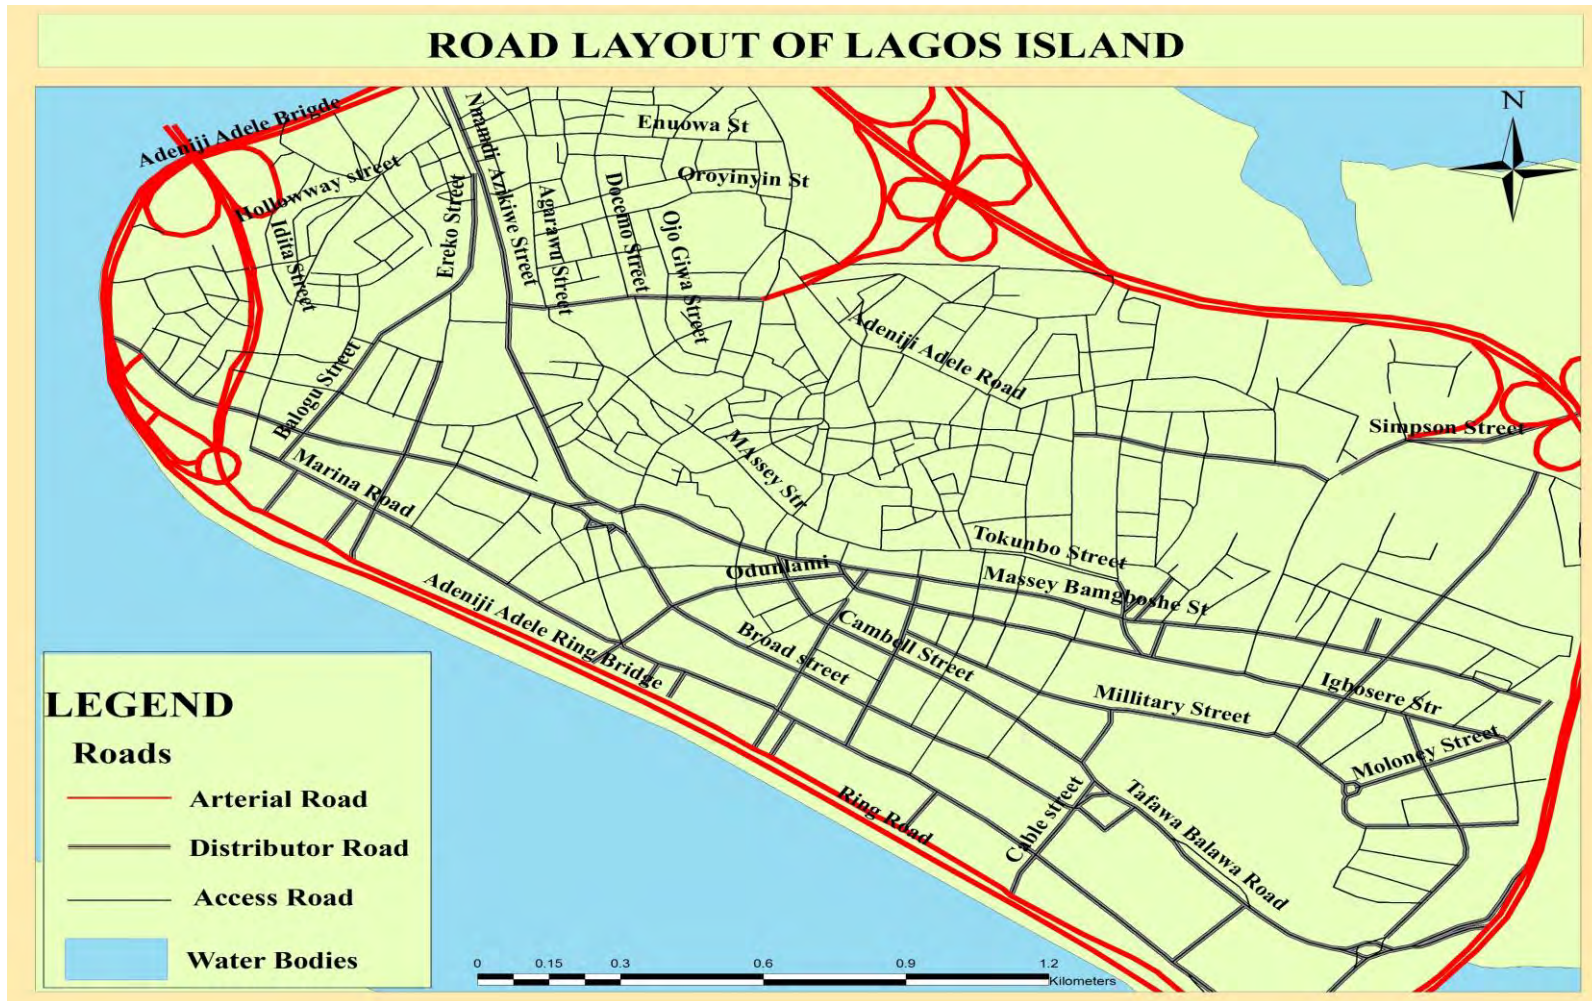 ROAD LAYOUT OF LAGOS ISLAND
N
Adeniji Adele Brigde
Nnamdi Azikiwe Street
Enuowa St
Hollowway street
Oroyinyin St
Ereko Street
Agarawu Street
Docemo Street
Ojo Giwa Street
Idita Street
Adeniji Adele Road
Balogu Street
Simpson Street
MAssey Str
Marina Road
Tokunbo Street
Odunlami
Massey Bamgboshe St
Adeniji Adele Ring Bridge
Broad street
Cambell Street
Millitary Street
Igbosere Str
Moloney Street
Ring Road
Cable street
Tafawa Balawa Road
LEGEND
Roads
Arterial Road
Distributor Road
Access Road
Water Bodies
0 0.15 0.3 0.6 0.9 1.2
Kilometers